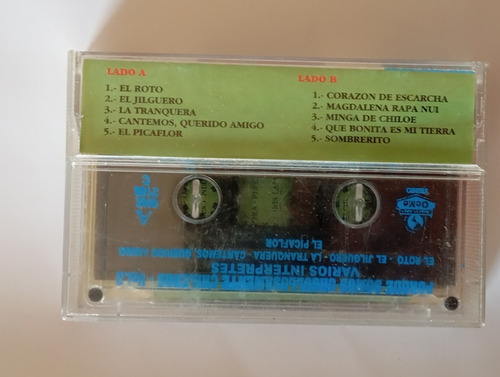 LADO A
1.- EL ROTO
2.- EL JILGUERO
3.- LA TRANQUERA
4.- CANTEMOS, QUERIDO AMIGO
5.- EL PICAFLOR
LADO B
1.- CORAZON DE ESCARCHA
2.- MAGDALENA RAPA NUI
3.- MINGA DE CHILOE
4.- QUE BONITA ES MI TIERRA
5.- SOMBRERITO
PORQUE SOMOS
VARIOS INTERPRETES
EL ROTO - EL JILGUERO - LA TRANQUERA - CANTEMOS, QUERIDO AMIGO
EL PICAFLOR